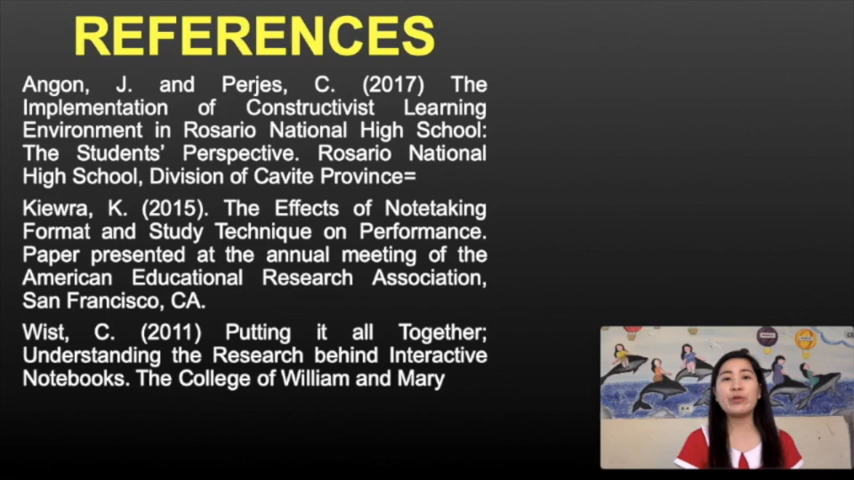 REFERENCES
Angon, J. and Perjes, C. (2017) The
Implementation of Constructivist Learning
Environment in Rosario National High School:
The Students’ Perspective. Rosario National
High School, Division of Cavite Province=
Kiewra, K. (2015). The Effects of Notetaking
Format and Study Technique on Performance.
Paper presented at the annual meeting of the
American Educational Research Association,
San Francisco, CA.
Wist, C. (2011) Putting it all Together;
Understanding the Research behind Interactive
Notebooks. The College of William and Mary